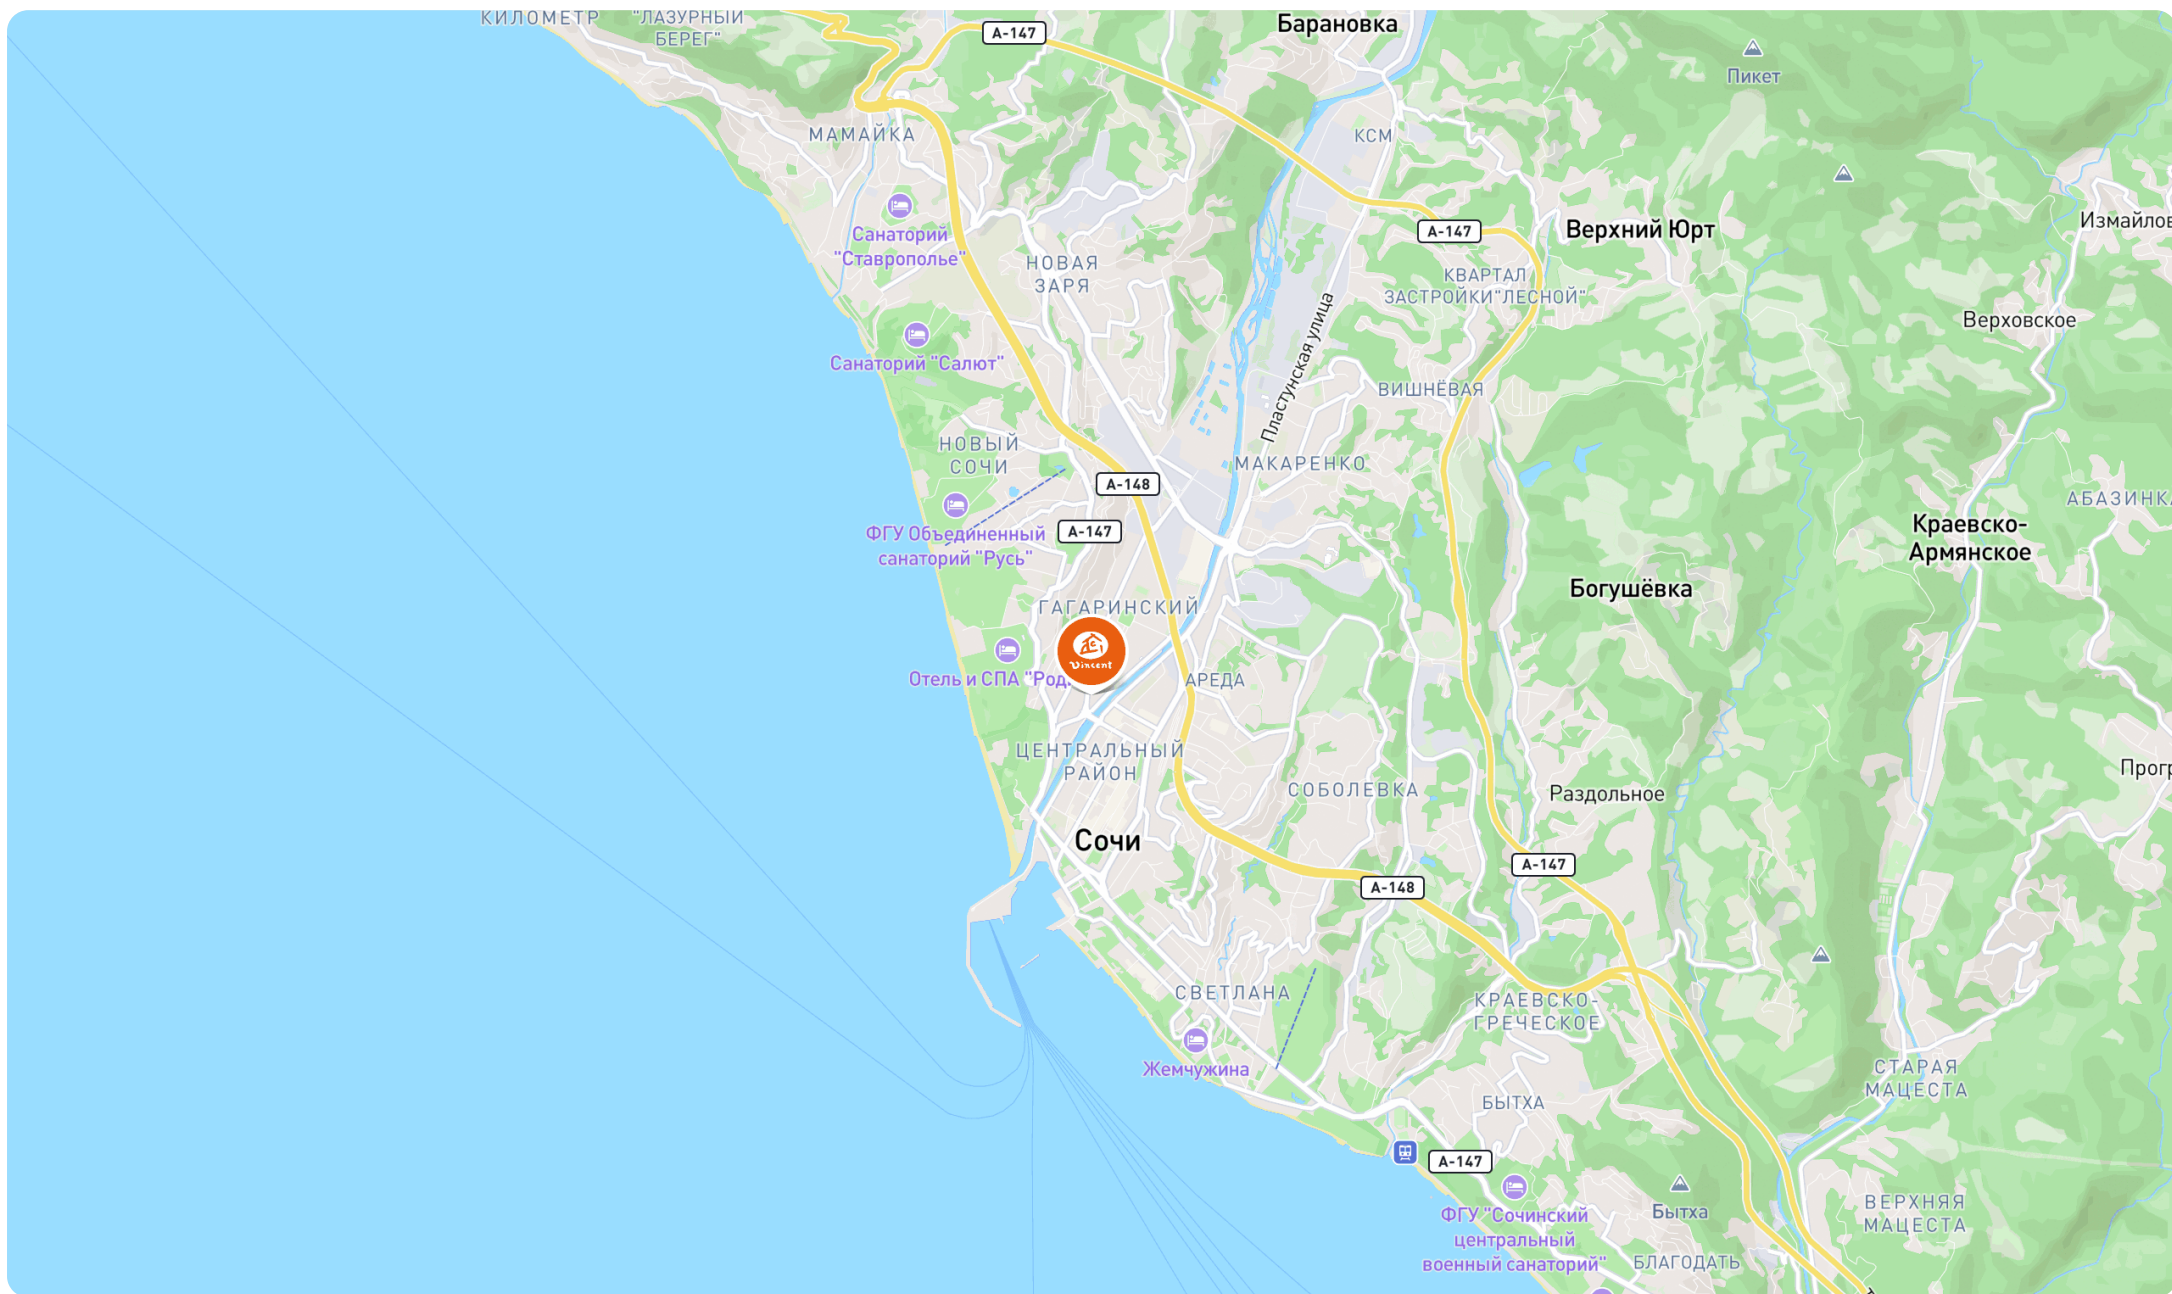 КИЛОМЕТР
"ЛАЗУРНЫЙ
БЕРЕГ"
А-147
Барановка
Пикет
МАМАЙКА
КСМ
Санаторий
"Ставрополье"
НОВАЯ
ЗАРЯ
А-147
Верхний Юрт
Измайлов
КВАРТАЛ
ЗАСТРОЙКИ"ЛЕСНОЙ"
Верховское
Пластунская улица
Санаторий "Салют"
ВИШНЁВАЯ
НОВЫЙ
СОЧИ
МАКАРЕНКО
А-148
АБАЗИНКА
ФГУ Объединенный
санаторий "Русь"
А-147
Краевско-
Армянское
Богушёвка
ГАГАРИНСКИЙ
Vincent
Отель и СПА "Род
АРЕДА
ЦЕНТРАЛЬНЫЙ
РАЙОН
СОБОЛЕВКА
Раздольное
Прогр
Сочи
А-147
А-148
СВЕТЛАНА
КРАЕВСКО-
ГРЕЧЕСКОЕ
Жемчужина
СТАРАЯ
МАЦЕСТА
БЫТХА
А-147
ФГУ "Сочинский
центральный
военный санаторий"
Бытха
ВЕРХНЯЯ
МАЦЕСТА
БЛАГОДАТЬ